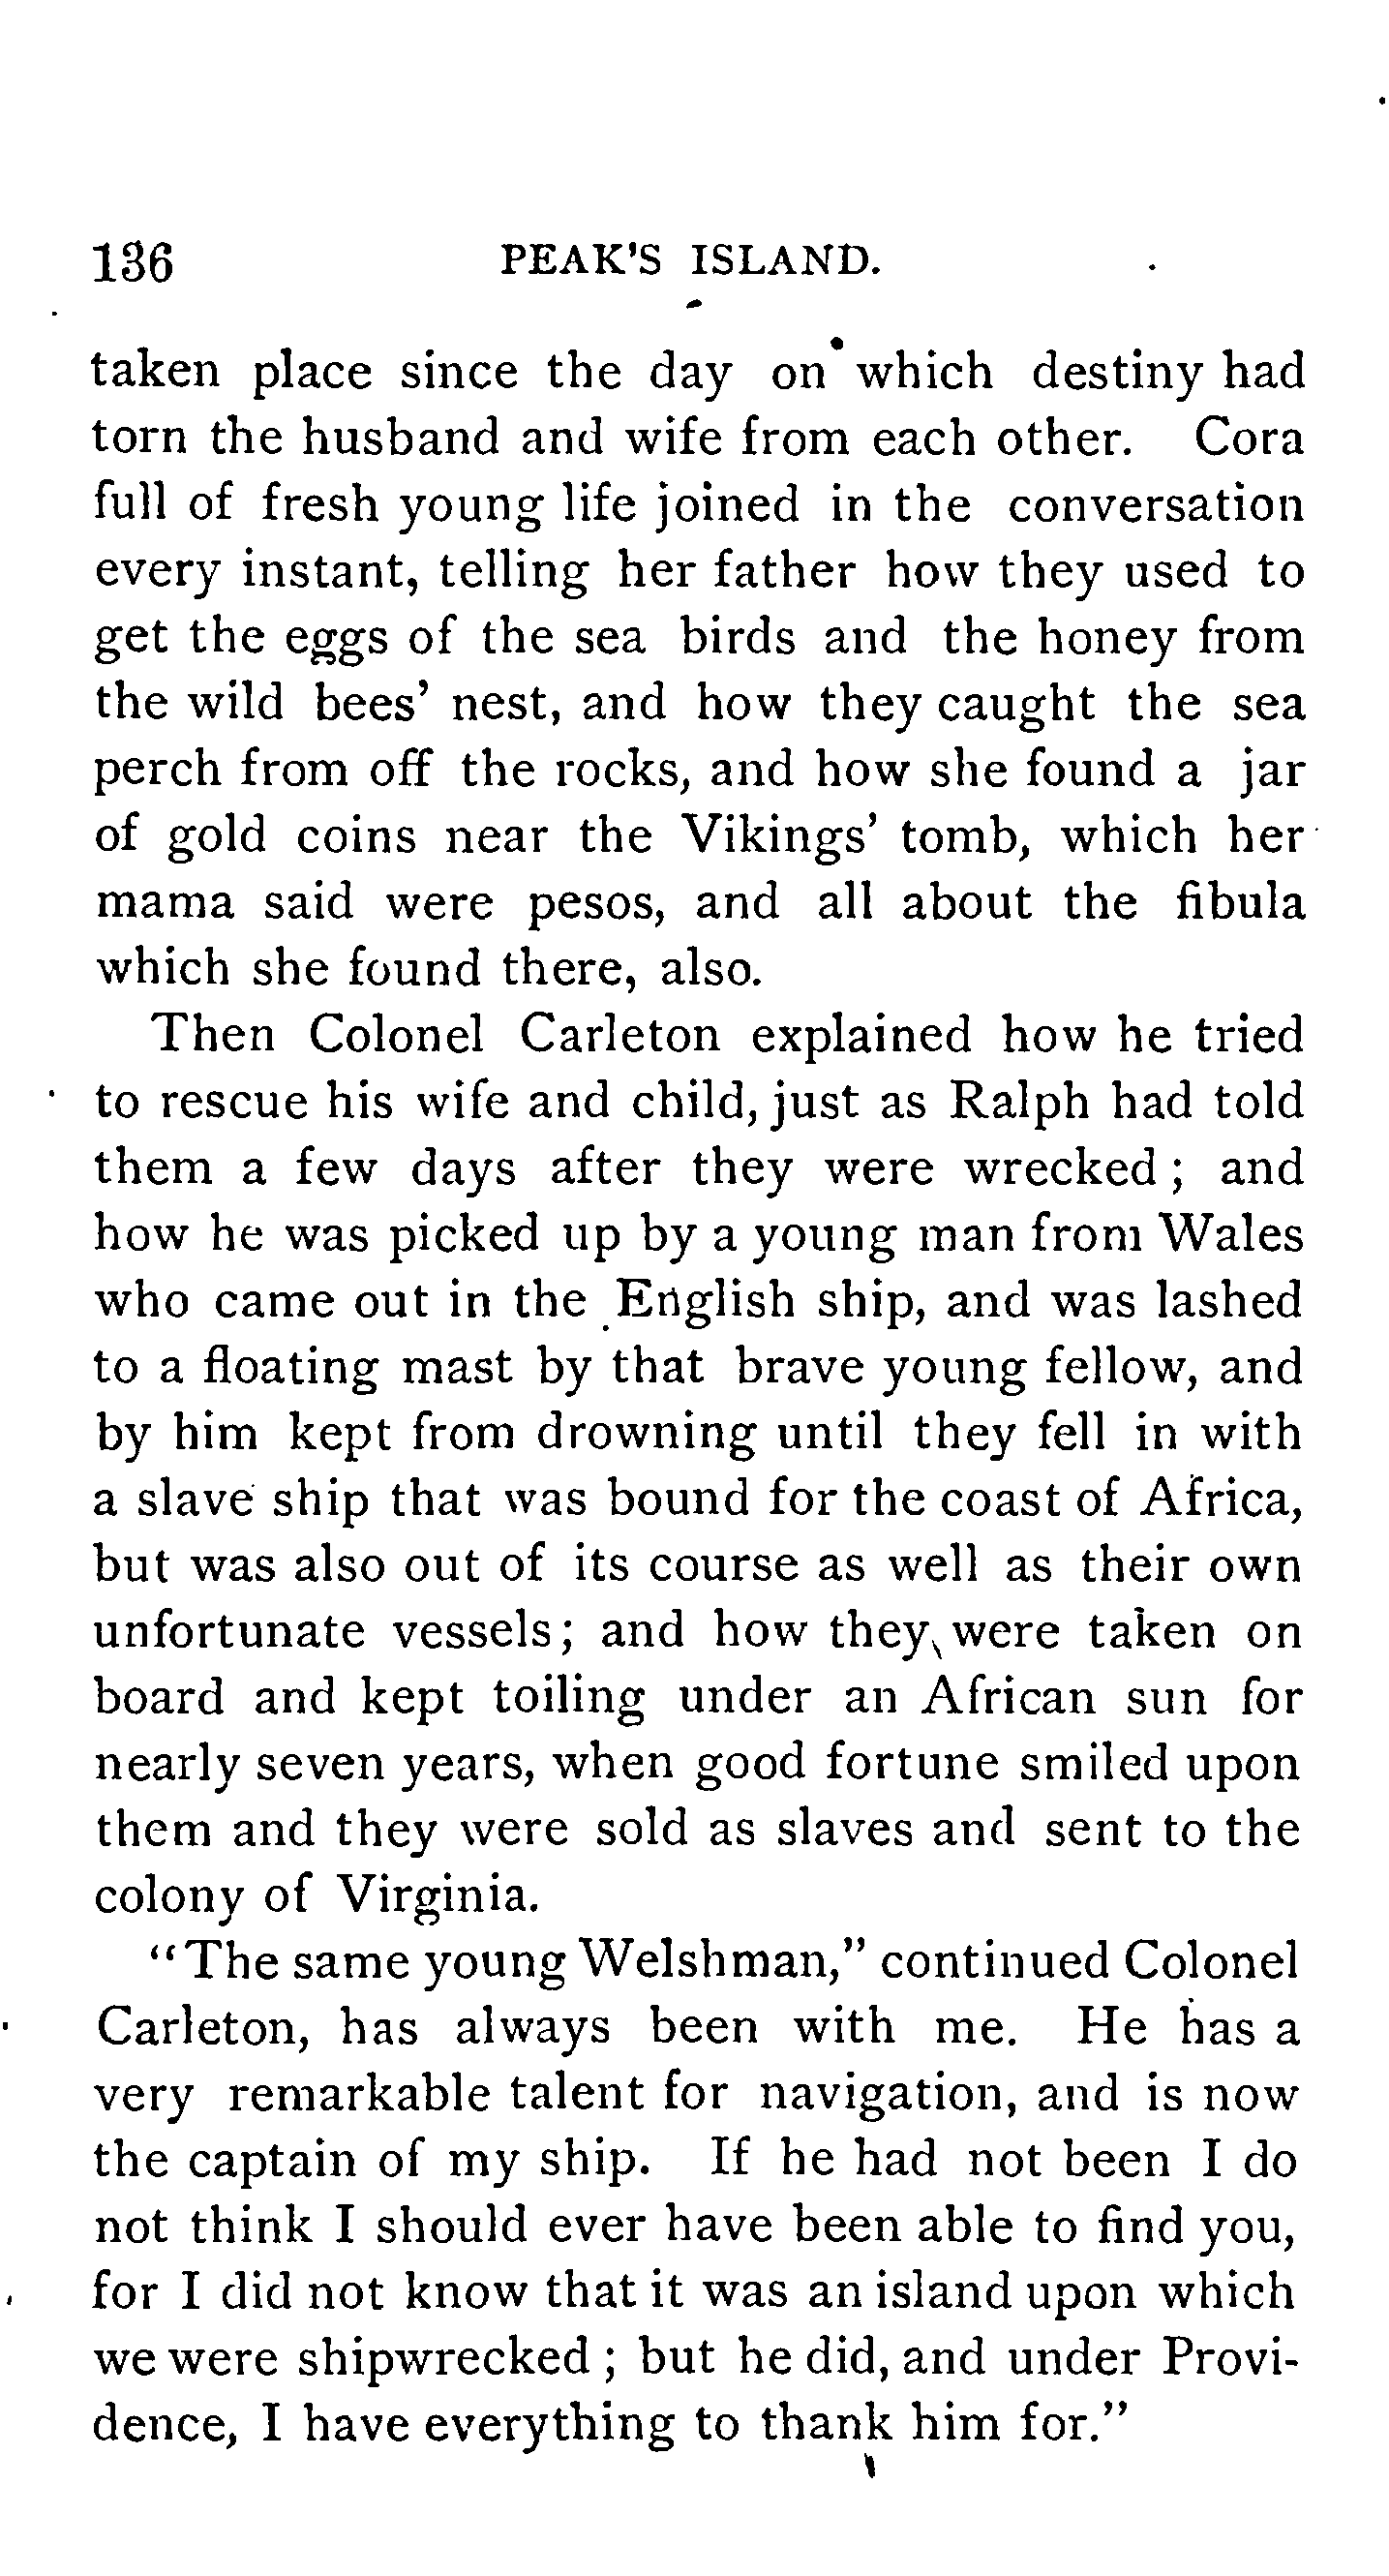 136 PEAK'S ISLAND.
taken place since the day on which destiny had
torn the husband and wife from each other. Cora
full of fresh young life joined in the conversation
every instant, telling her father how they used to
get the eggs of the sea birds and the honey from
the wild bees' nest, and how they caught the sea
perch from off the rocks, and how she found a jar
of gold coins near the Vikings' tomb, which her
mama said were pesos, and all about the fibula
which she found there, also.
Then Colonel Carleton explained how he tried
to rescue his wife and child, just as Ralph had told
them a few days after they were wrecked ; and
how he was picked up by a young man from Wales
who came out in the English ship, and was lashed
to a floating mast by that brave young fellow, and
by him kept from drowning until they fell in with
a slave ship that was bound for the coast of Africa,
but was also out of its course as well as their own
unfortunate vessels; and how they were taken on
board and kept toiling under an African sun for
nearly seven years, when good fortune smiled upon
them and they were sold as slaves and sent to the
colony of Virginia.
"The same young Welshman," continued Colonel
Carleton, has always been with me. He has a
very remarkable talent for navigation, and is now
the captain of my ship. If he had not been I do
not think I should ever have been able to find you,
for I did not know that it was an island upon which
we were shipwrecked ; but he did, and under Provi-
dence, I have everything to thank him for."